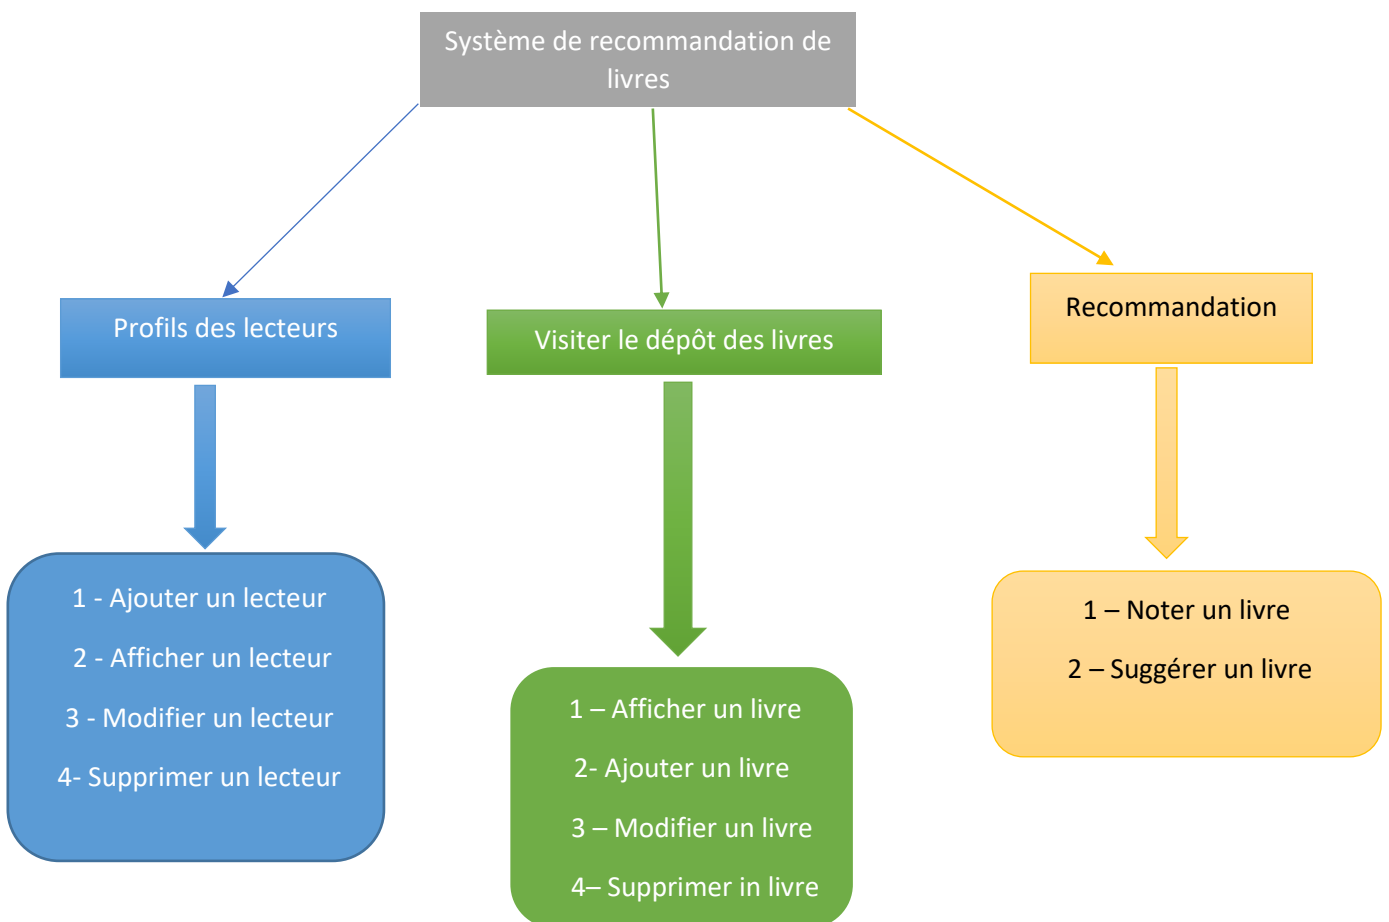 Système de recommandation de
livres
Profils des lecteurs
Visiter le dépôt des livres
Recommandation
1 - Ajouter un lecteur
2 - Afficher un lecteur
3 - Modifier un lecteur
4- Supprimer un lecteur
1 – Afficher un livre
2- Ajouter un livre
3 – Modifier un livre
4– Supprimer in livre
1 – Noter un livre
2 – Suggérer un livre